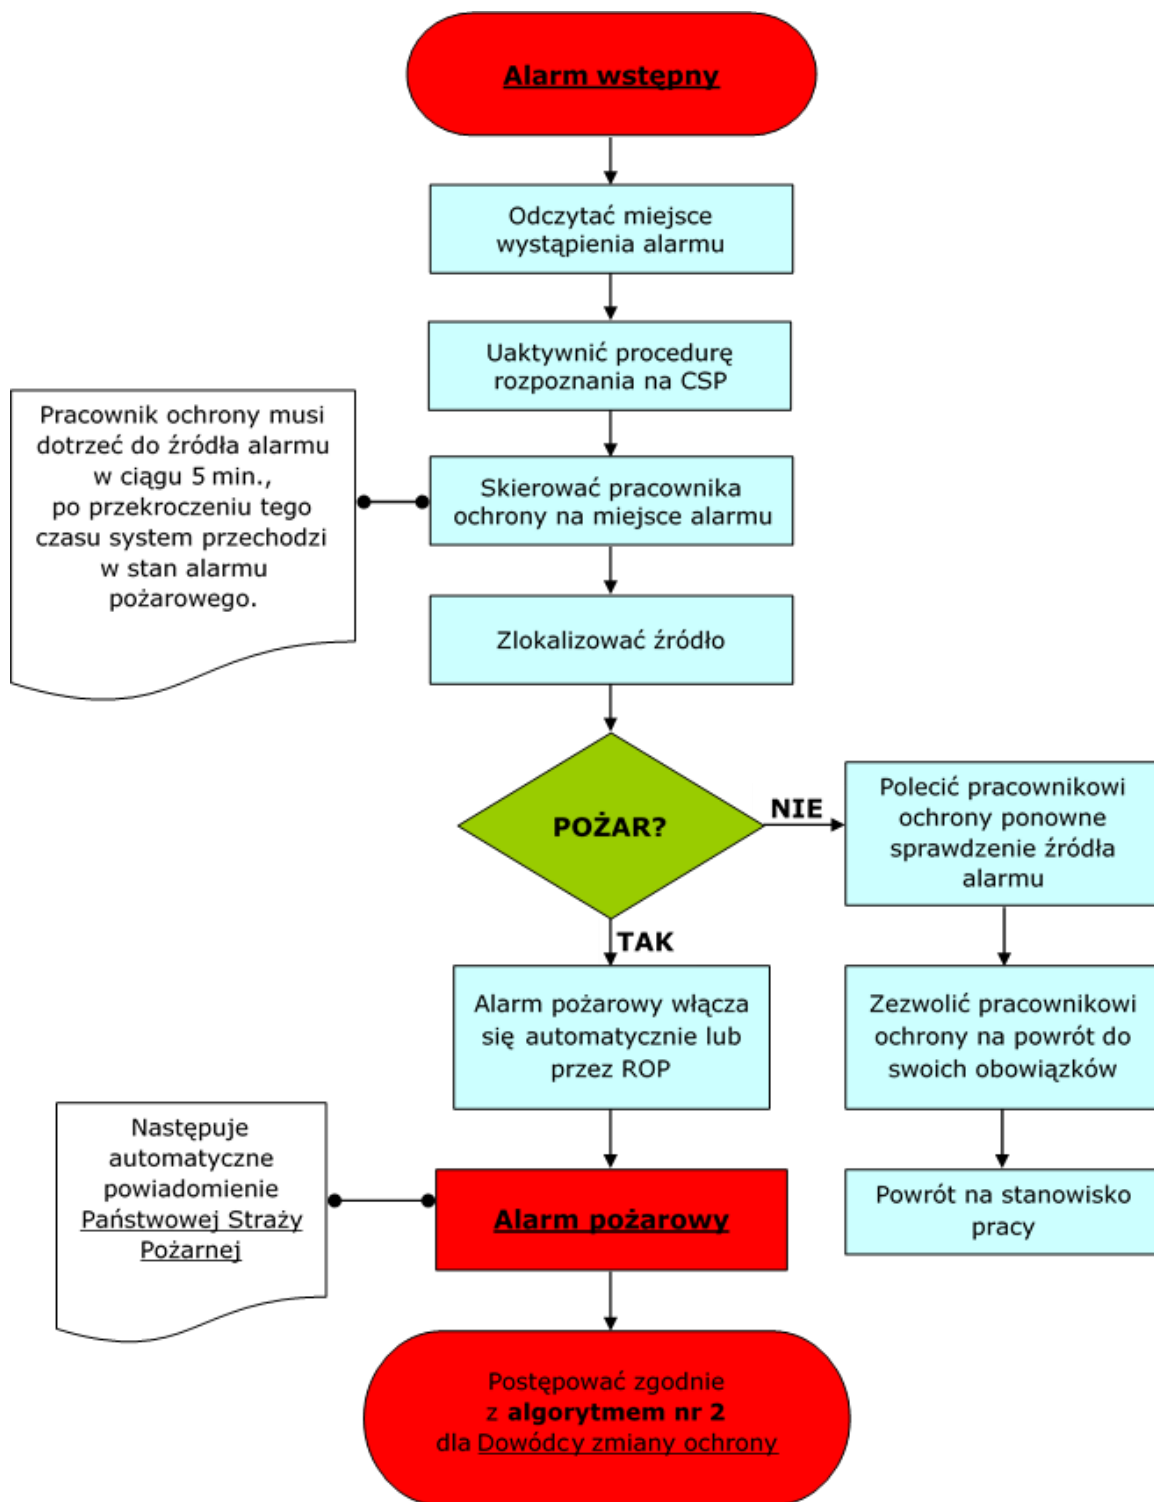 Alarm wstępny
Odczytać miejsce
wystąpienia alarmu
Uaktywnić procedurę
rozpoznania na CSP
Pracownik ochrony musi
dotrzeć do źródła alarmu
w ciągu 5 min.,
po przekroczeniu tego
czasu system przechodzi
w stan alarmu
pożarowego.
Skierować pracownika
ochrony na miejsce alarmu
Zlokalizować źródło
POŻAR?
NIE
Polecić pracownikowi
ochrony ponowne
sprawdzenie źródła
alarmu
TAK
Alarm pożarowy włącza
się automatycznie lub
przez ROP
Zezwolić pracownikowi
ochrony na powrót do
swoich obowiązków
Następuje
automatyczne
powiadomienie
Państwowej Straży
Pożarnej
Alarm pożarowy
Powrót na stanowisko
pracy
Postępować zgodnie
z algorytmem nr 2
dla Dowódcy zmiany ochrony